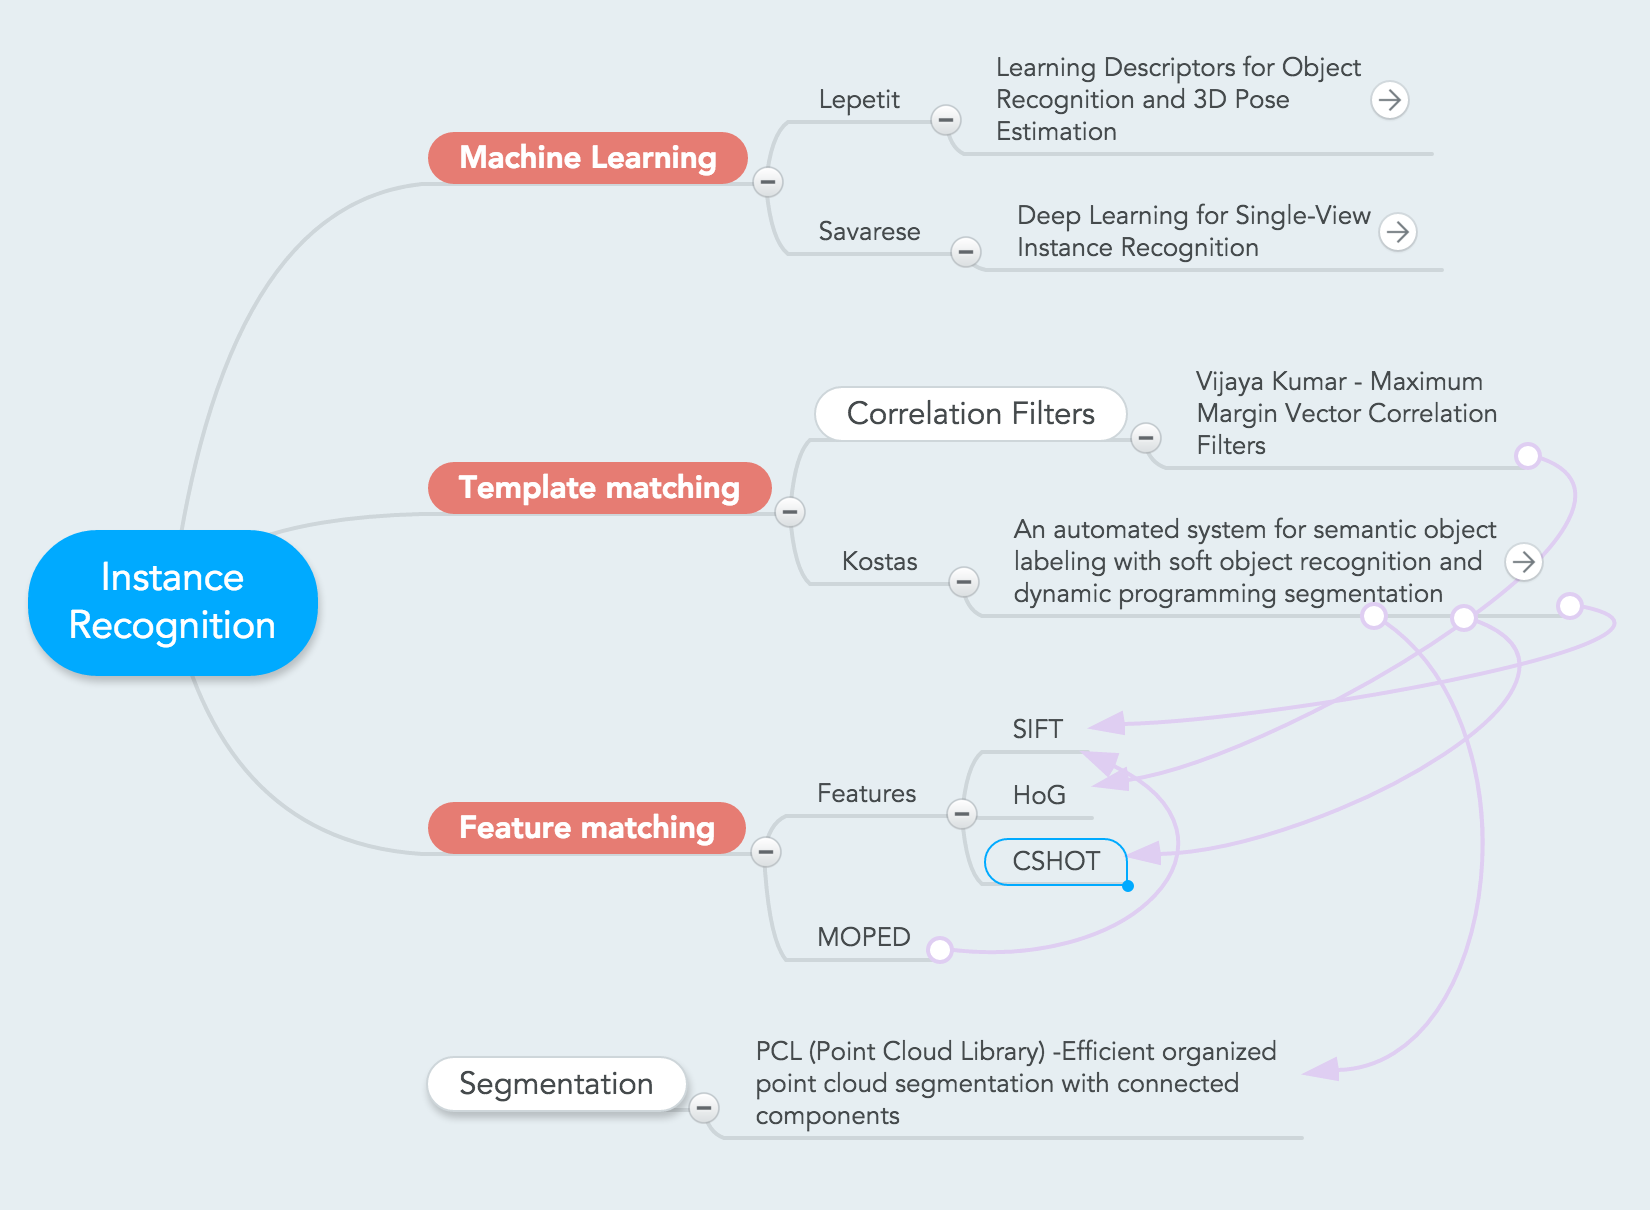 Learning Descriptors for Object
Lepetit
Recognition and 3D Pose
Estimation
Machine Learning
Deep Learning for Single-View
Savarese
Instance Recognition
Vijaya Kumar - Maximum
Correlation Filters
Margin Vector Correlation
Filters
Template matching
An automated system for semantic object
Kostas
labeling with soft object recognition and
dynamic programming segmentation
Instance
Recognition
SIFT
Features
HoG
Feature matching
CSHOT
MOPED
PCL (Point Cloud Library) -Efficient organized
Segmentation
point cloud segmentation with connected
components